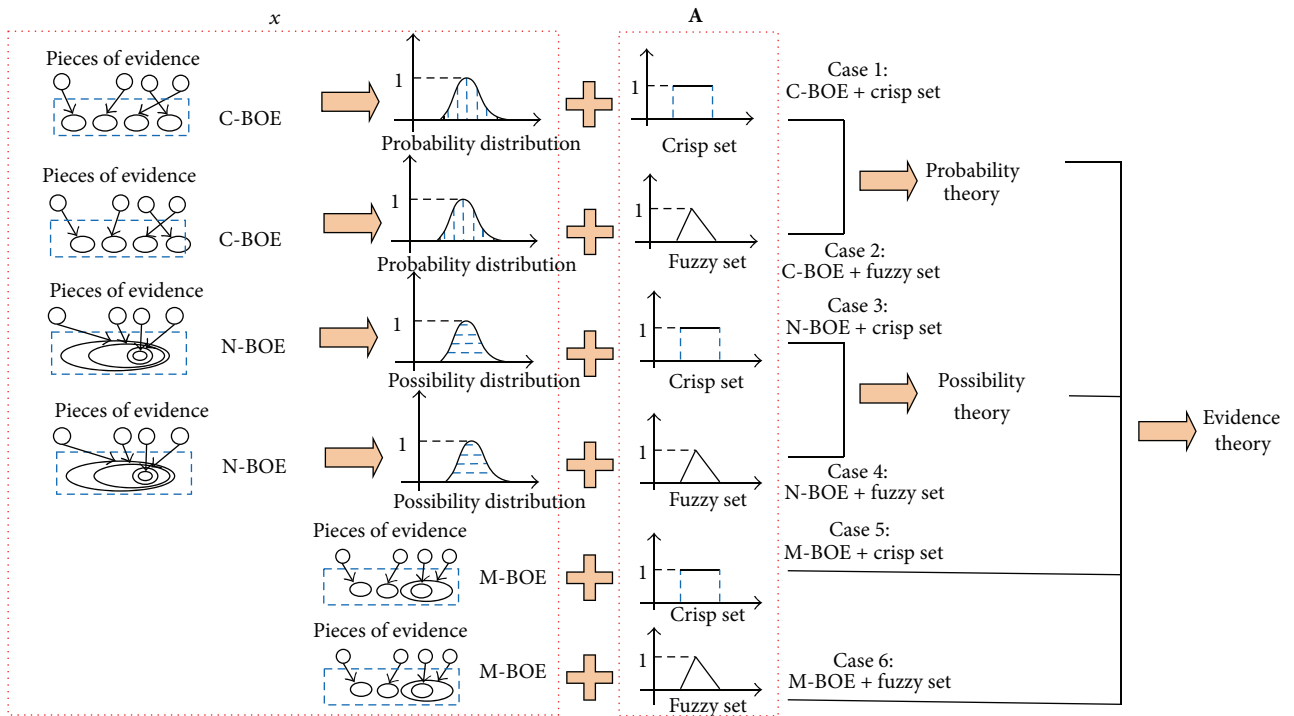 x
A
Pieces of evidence
C-BOE
1
Probability distribution
1
Crisp set
Case 1:
C-BOE + crisp set
Pieces of evidence
C-BOE
1
Probability distribution
1
Fuzzy set
Case 2:
C-BOE + fuzzy set
Probability
theory
Pieces of evidence
N-BOE
1
Possibility distribution
1
Crisp set
Case 3:
N-BOE + crisp set
Pieces of evidence
N-BOE
1
Possibility distribution
1
Fuzzy set
Case 4:
N-BOE + fuzzy set
Possibility
theory
Evidence
theory
Pieces of evidence
M-BOE
1
Crisp set
Case 5:
M-BOE + crisp set
Pieces of evidence
M-BOE
1
Fuzzy set
Case 6:
M-BOE + fuzzy set